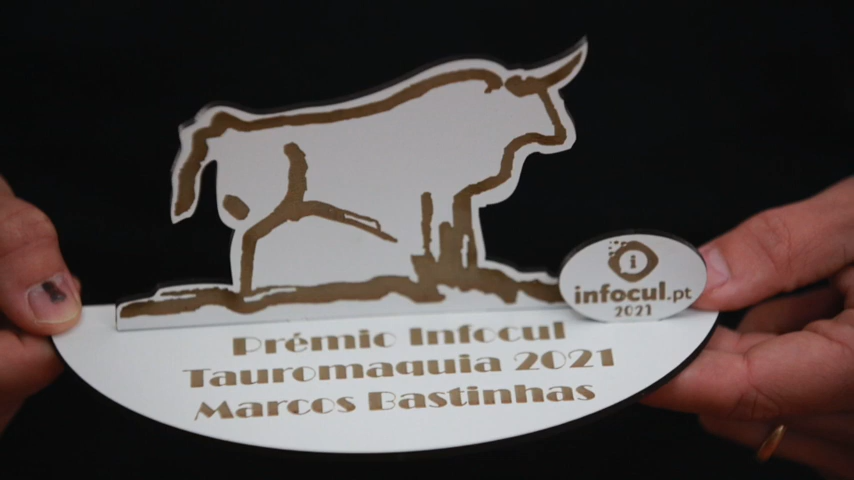 infocul.pt
2021
Prémio Infocul
Tauromaquia 2021
Marcos Bastinhas